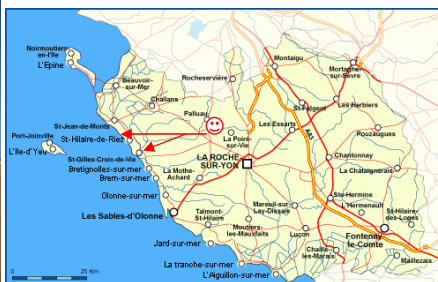 Noirmoutiers-
en-l'Ile
L'Epine
Beauvoir-
sur-Mer
Rocheservière
Montaigu
Mortagne-
sur-Sèvre
Challans
Palluau
St-Fulgent
Les Herbiers
St-Jean-de-Monts
Port-Joinville
St-Hilaire-de-Riez
La Poiré-
sur-Vie
Les Essarts
A83
Pouzauges
L'Ile-d'Yeu
St-Gilles-Croix-de-Vie
LA ROCHE
SUR-YON
Chantonnay
Bretignolles-sur-mer
Brem-sur-mer
La Mothe-
Achard
La Châtaigneraie
Olonne-sur-mer
Ste-Hermine
L'Hermenault
St-Hilaire-
des-Loges
Les Sables-d'Olonne
Talmont-
St-Hilaire
Mareuil-sur-
Lay-Dissais
Moutiers-
les-Mauxfaits
Luçon
Fontenay
le-Comte
Jard-sur-mer
Chaillé-
les-Marais
Maillezais
La tranche-sur-mer
L'Aiguillon-sur-mer
0 25 Km